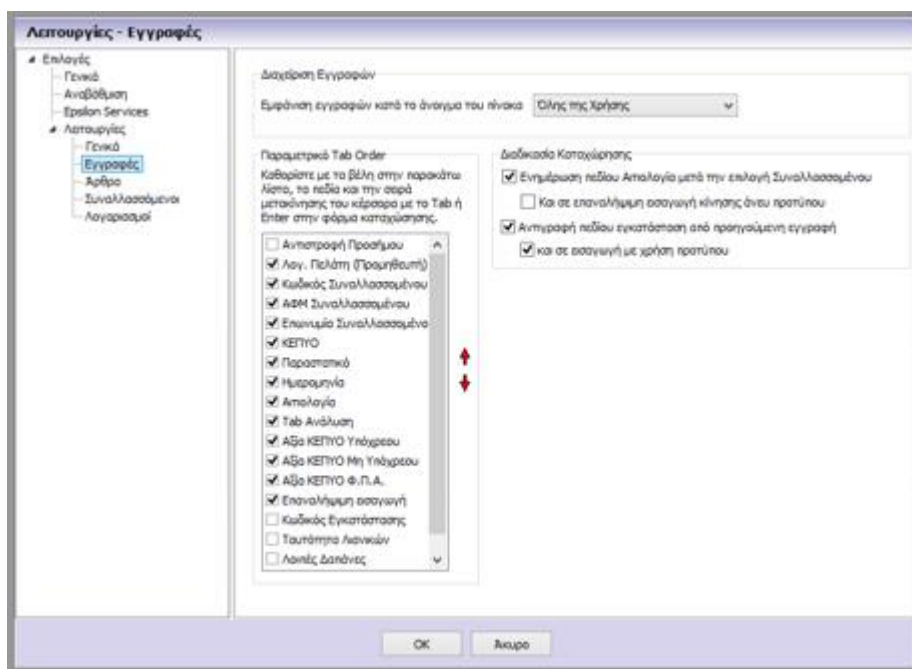 Λειτουργίες - Εγγραφές
Επιλογές
Γενικά
Αναβάθμιση
Epsilon Services
Λειτουργίες
Γενικά
Εγγραφές
Άρθρα
Συναλλασσόμενοι
Λογαριασμοί
Διαχείριση Εγγραφών
Εμφάνιση εγγραφών κατά το άνοιγμα του πίνακα Όλης της Χρήσης
Παραμετρικό Tab Order
Καθορίστε με τα βέλη στην παρακάτω
λίστα, τα πεδία και την σειρά
μετακίνησης του κέρσορα με το Tab ή
Enter στην φόρμα καταχώσησης.
Αντιστροφή Προσήμου
Λογ. Πελάτη (Προμηθευτή)
Κωδικός Συναλλασσομένου
ΑΦΜ Συναλλασσομένου
Επωνυμία Συναλλασσομένο
ΚΕΠΥΟ
Παραστατικό
Ημερομηνία
Αιτιολογία
Tab Ανάλυση
Αξία ΚΕΠΥΟ Υπόχρεου
Αξία ΚΕΠΥΟ Μη Υπόχρεου
Αξία ΚΕΠΥΟ Φ.Π.Α.
Επαναλήψιμη εισαγωγή
Κωδικός Εγκατάστασης
Ταυτότητα Λιανικών
Λοιπές Δαπάνες
Διαδικασία Καταχώρησης
Ενημέρωση πεδίου Αιτιολογία μετά την επιλογή Συναλλασσομένου
Και σε επαναλήψιμη εισαγωγή κίνησης άνευ προτύπου
Αντιγραφή πεδίου εγκατάσταση από προηγούμενη εγγραφή
και σε εισαγωγή με χρήση προτύπου
OK
Άκυρο